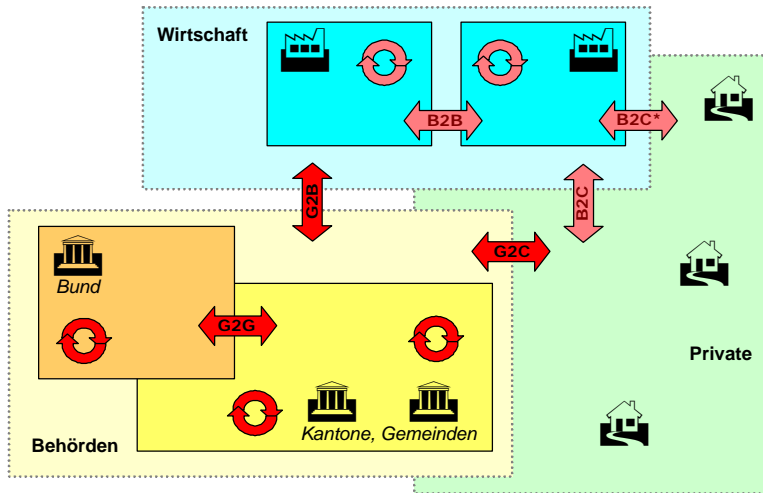 Wirtschaft
B2B
B2C*
G2B
B2C
G2C
Bund
G2G
Private
Kantone, Gemeinden
Behörden